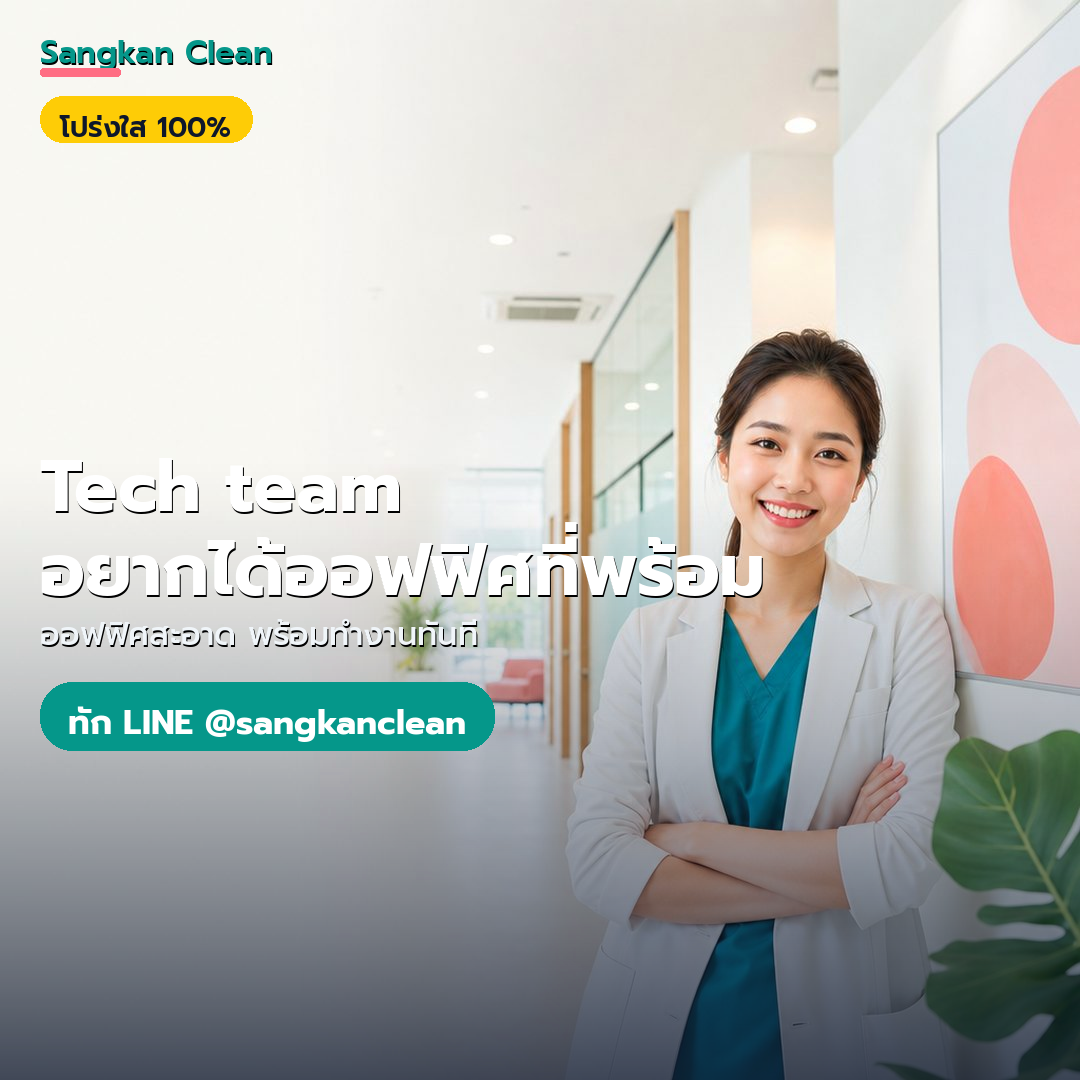 Sangkan Clean
โปร่งใส 100%
Tech team
อยากได้ออฟฟิศที่พร้อม
ออฟฟิศสะอาด พร้อมทำงานทันที
ทัก LINE @sangkanclean